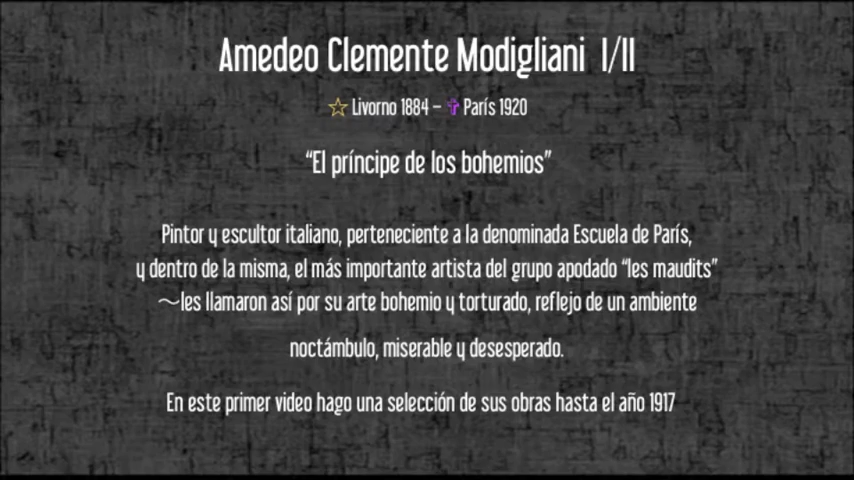 Amedeo Clemente Modigliani I/II
☆ Livorno 1884 – ✞ París 1920
“El príncipe de los bohemios”
Pintor y escultor italiano, perteneciente a la denominada Escuela de París,
y dentro de la misma, el más importante artista del grupo apodado “les maudits”
～les llamaron así por su arte bohemio y torturado, reflejo de un ambiente
noctámbulo, miserable y desesperado.
En este primer video hago una selección de sus obras hasta el año 1917